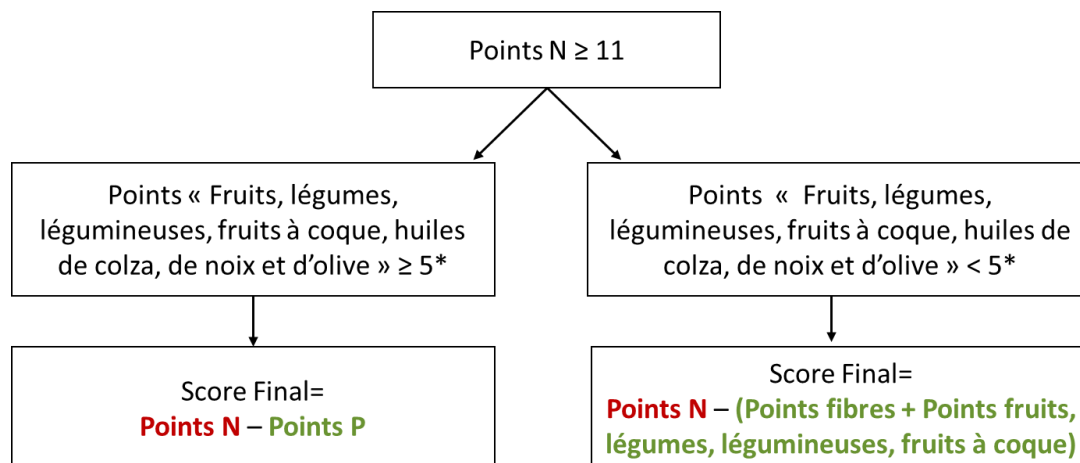 Points N ≥ 11
Points « Fruits, légumes,
légumineuses, fruits à coque, huiles
de colza, de noix et d’olive » ≥ 5*
Points « Fruits, légumes,
légumineuses, fruits à coque, huiles de
colza, de noix et d’olive » < 5*
Score Final=
Points N – Points P
Score Final=
Points N – (Points fibres + Points fruits,
légumes, légumineuses, fruits à coque)